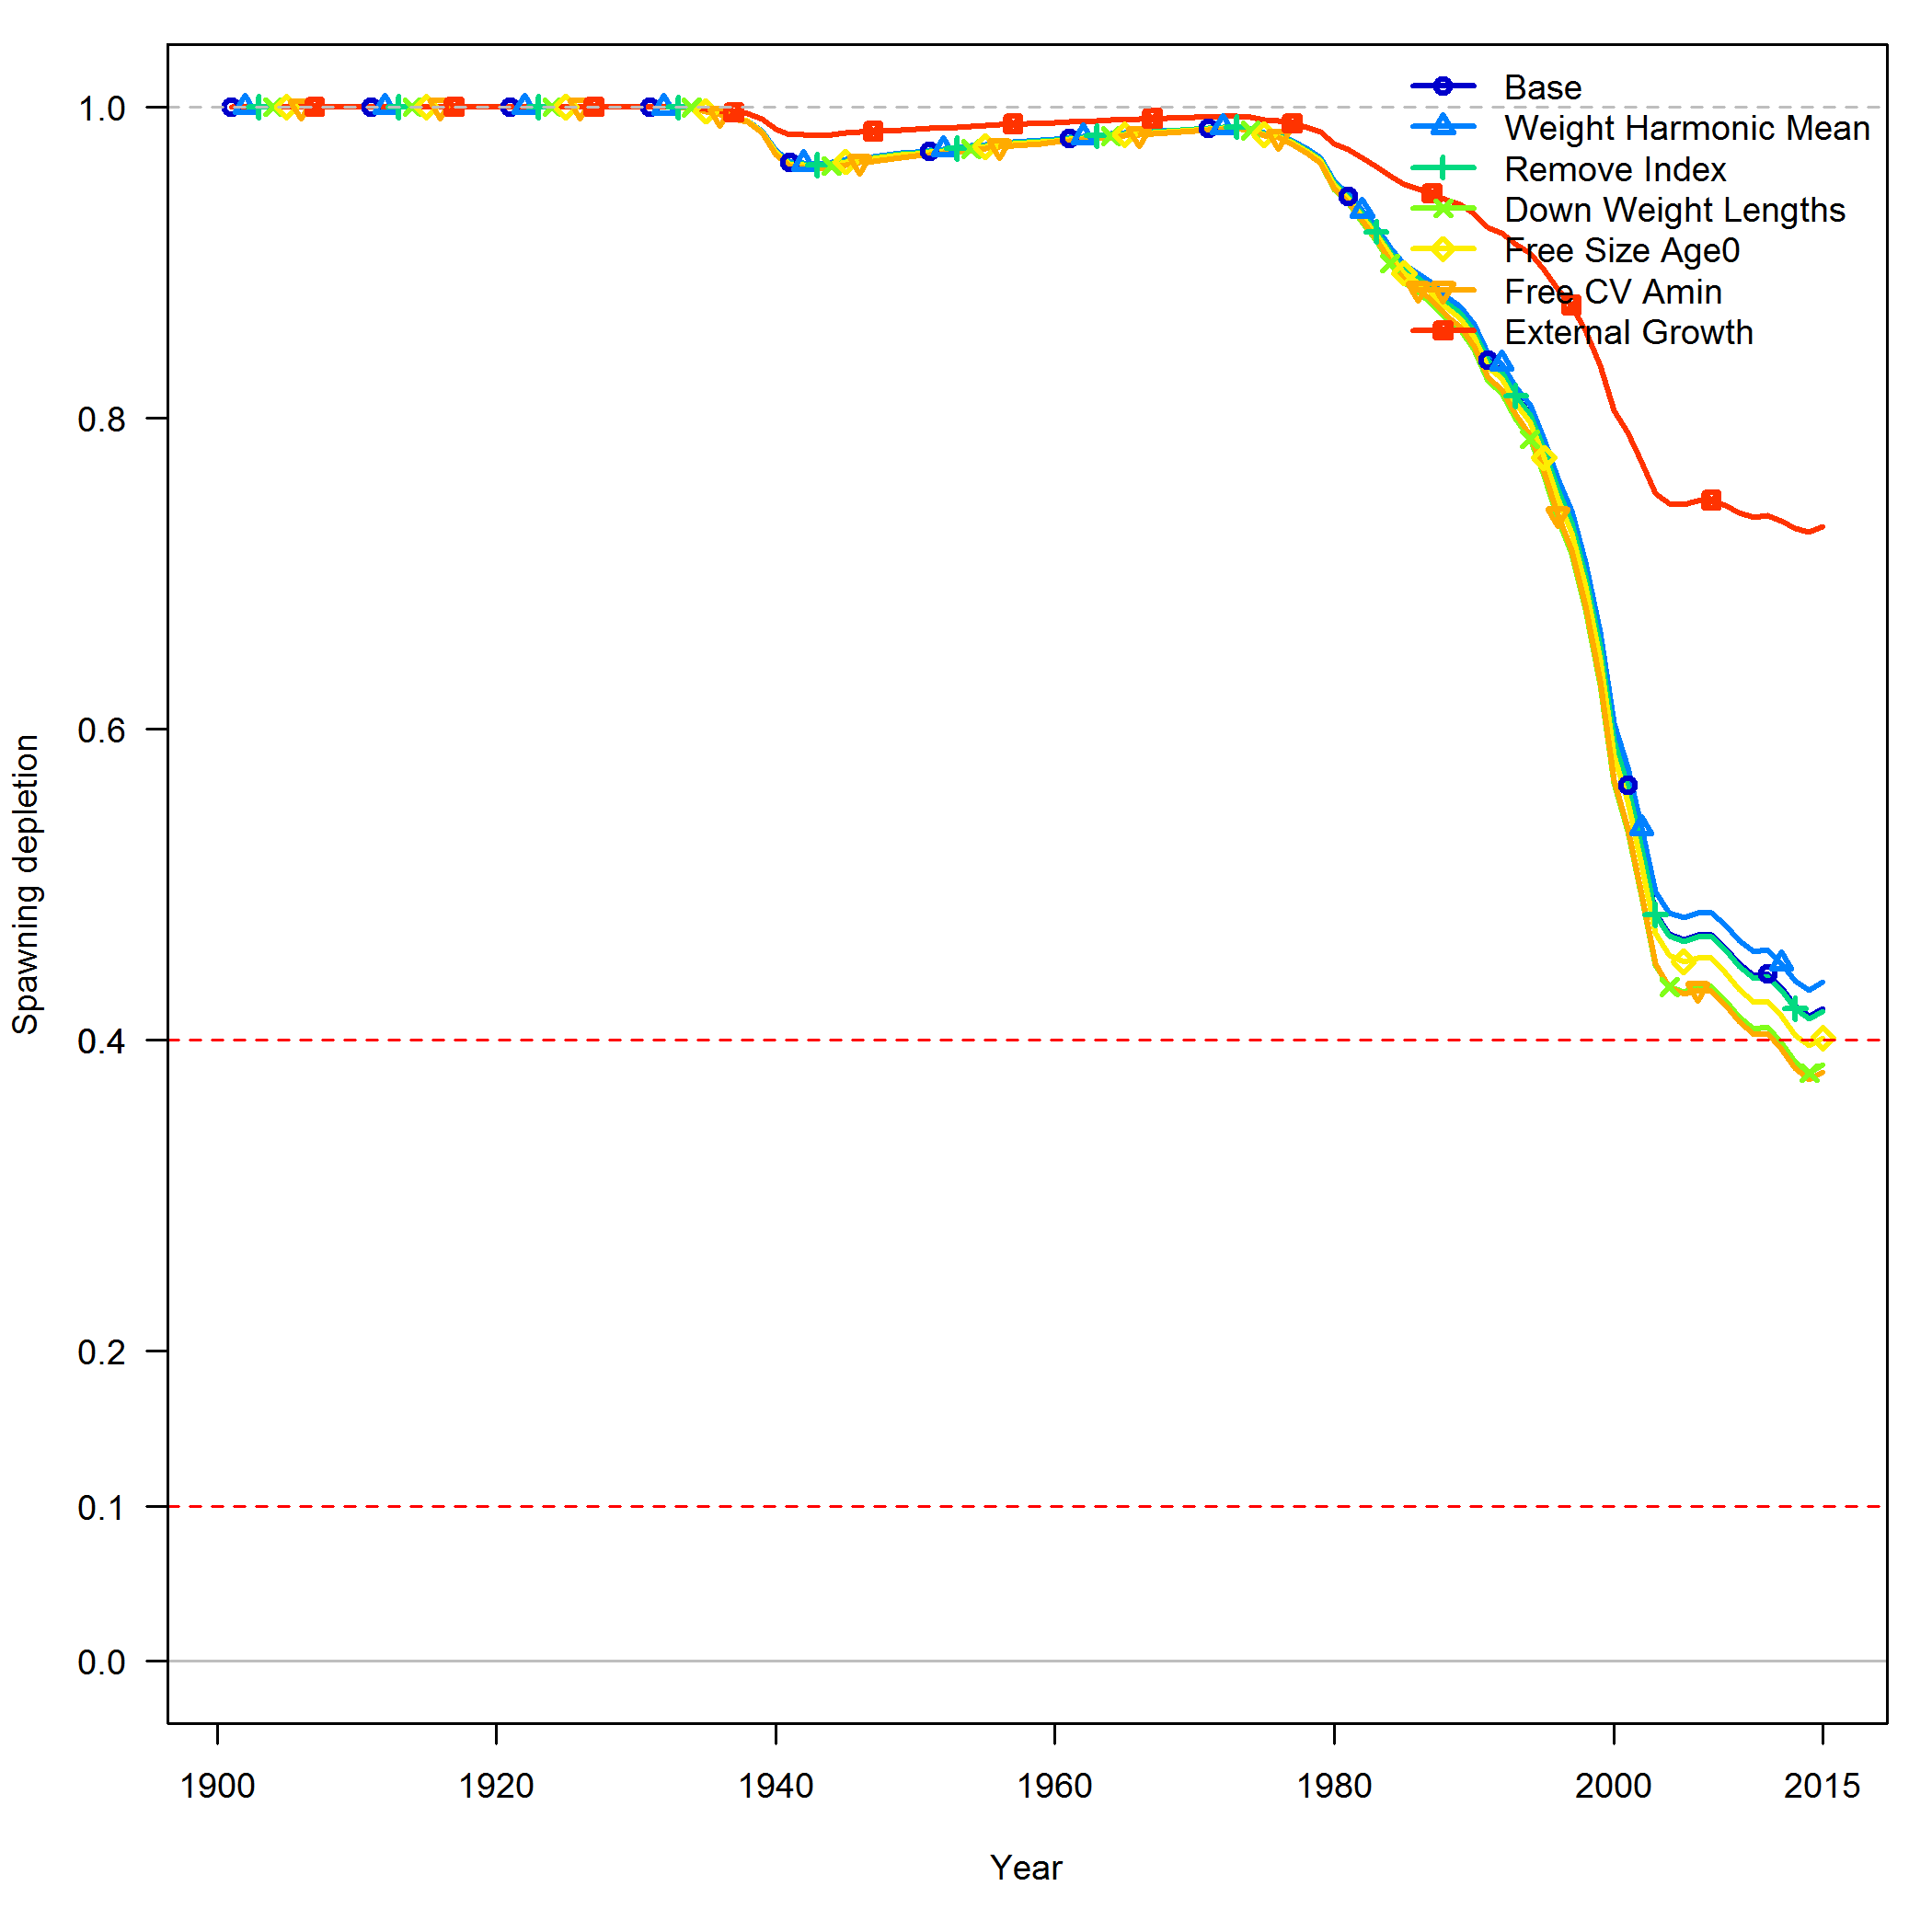 Base
Weight Harmonic Mean
Remove Index
Down Weight Lengths
Free Size Age0
Free CV Amin
External Growth
1.0
0.8
0.6
0.4
0.2
0.1
0.0
Spawning depletion
1900 1920 1940 1960 1980 2000 2015
Year